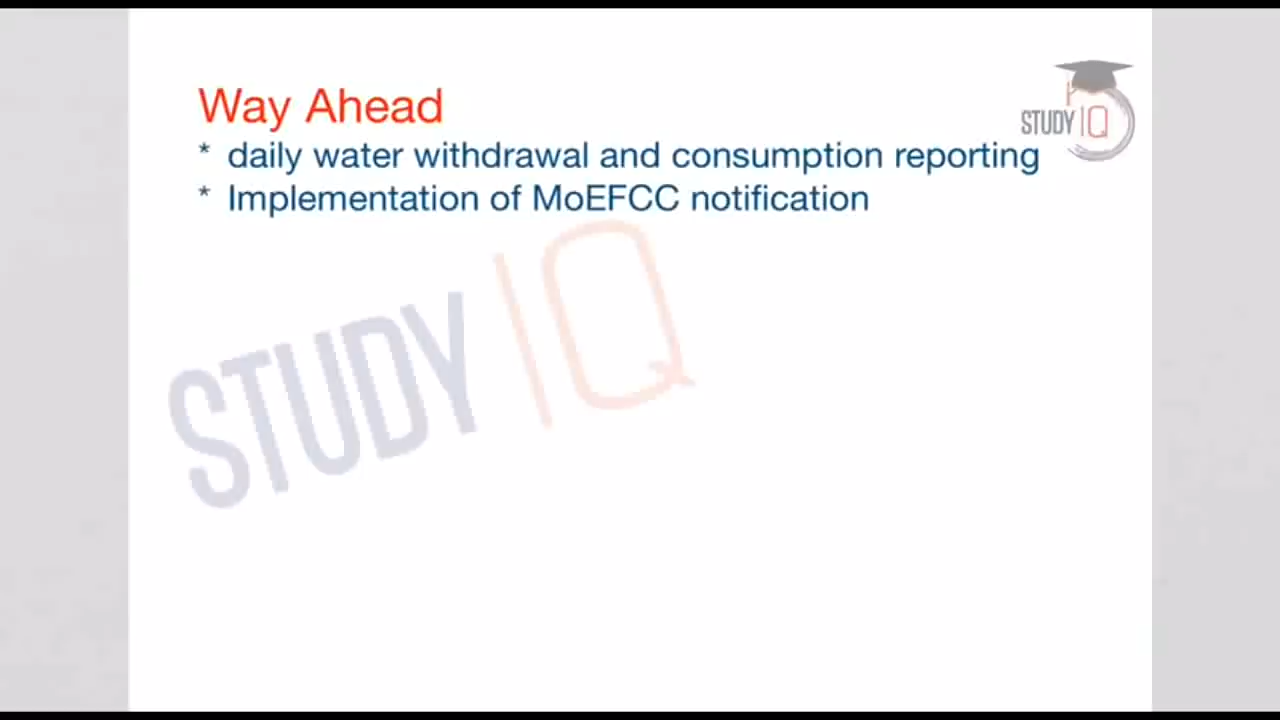 Way Ahead
* daily water withdrawal and consumption reporting
* Implementation of MoEFCC notification
STUDY IQ
STUDY IQ